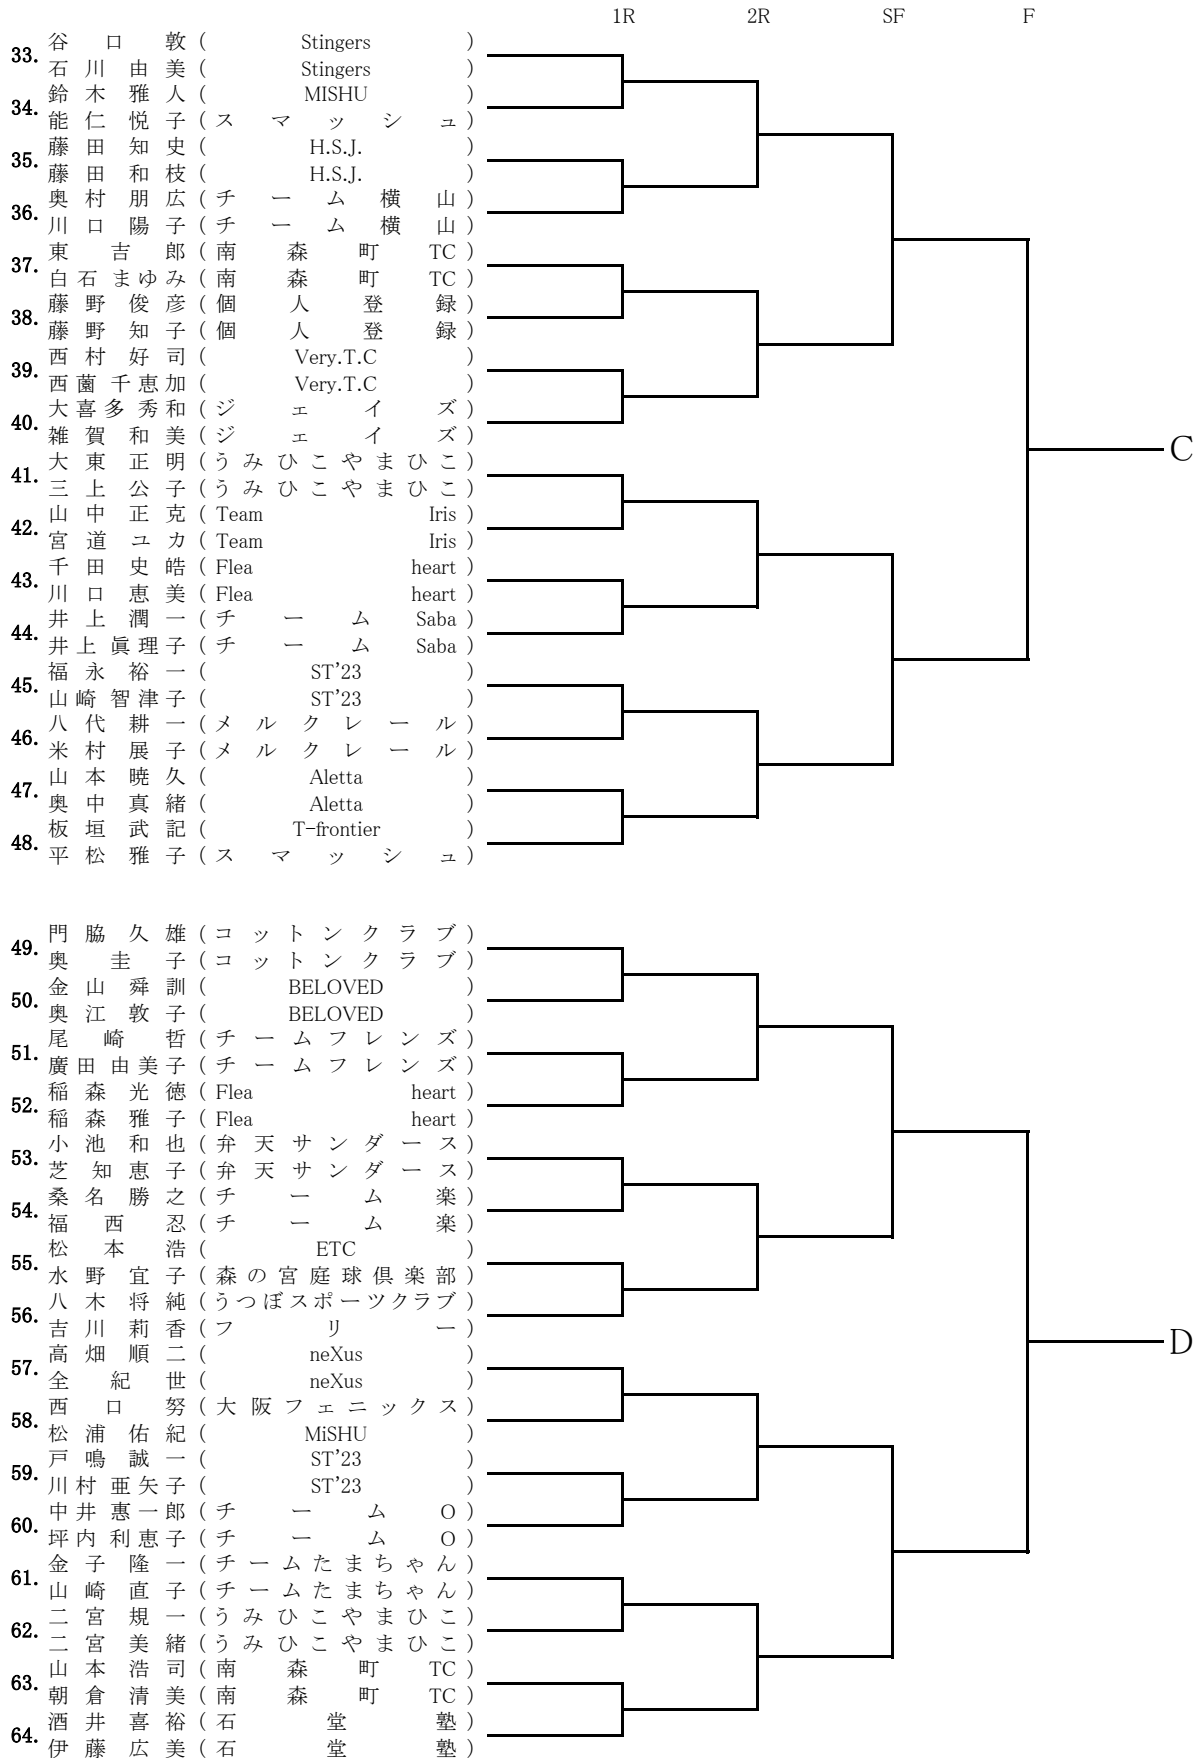 1R 2R SF F
33. 谷口敦(Stingers)
石川由美(Stingers)
34. 鈴木雅人(MISHU)
能仁悦子(スマッシュ)
35. 藤田知史(H.S.J.)
藤田和枝(H.S.J.)
36. 奥村朋広(チーム横山)
川口陽子(チーム横山)
37. 東吉郎(南森町TC)
白石まゆみ(南森町TC)
38. 藤野俊彦(個人登録)
藤野知子(個人登録)
39. 西村好司(Very.T.C)
西薗千恵加(Very.T.C)
40. 大喜多秀和(ジェイズ)
雑賀和美(ジェイズ)
41. 大東正明(うみひこやまひこ)
三上公子(うみひこやまひこ)
42. 山中正克(Team Iris)
宮道ユカ(Team Iris)
43. 千田史皓(Flea heart)
川口恵美(Flea heart)
44. 井上潤一(チームSaba)
井上眞理子(チームSaba)
45. 福永裕一(ST'23)
山崎智津子(ST'23)
46. 八代耕一(メルクレール)
米村展子(メルクレール)
47. 山本暁久(Aletta)
奥中真緒(Aletta)
48. 板垣武記(T-frontier)
平松雅子(スマッシュ)
C
49. 門脇久雄(コットンクラブ)
奥圭子(コットンクラブ)
50. 金山舜訓(BELOVED)
奥江敦子(BELOVED)
51. 尾崎哲(チームフレンズ)
廣田由美子(チームフレンズ)
52. 稲森光徳(Flea heart)
稲森雅子(Flea heart)
53. 小池和也(弁天サンダース)
芝知恵子(弁天サンダース)
54. 桑名勝之(チーム楽)
福西忍(チーム楽)
55. 松本浩(ETC)
水野宜子(森の宮庭球倶楽部)
56. 八木将純(うつぼスポーツクラブ)
吉川莉香(フリー)
57. 高畑順二(neXus)
全紀世(neXus)
58. 西口努(大阪フェニックス)
松浦佑紀(MiSHU)
59. 戸鳴誠一(ST'23)
川村亜矢子(ST'23)
60. 中井惠一郎(チームO)
坪内利恵子(チームO)
61. 金子隆一(チームたまちゃん)
山崎直子(チームたまちゃん)
62. 二宮規一(うみひこやまひこ)
二宮美緒(うみひこやまひこ)
63. 山本浩司(南森町TC)
朝倉清美(南森町TC)
64. 酒井喜裕(石堂塾)
伊藤広美(石堂塾)
D